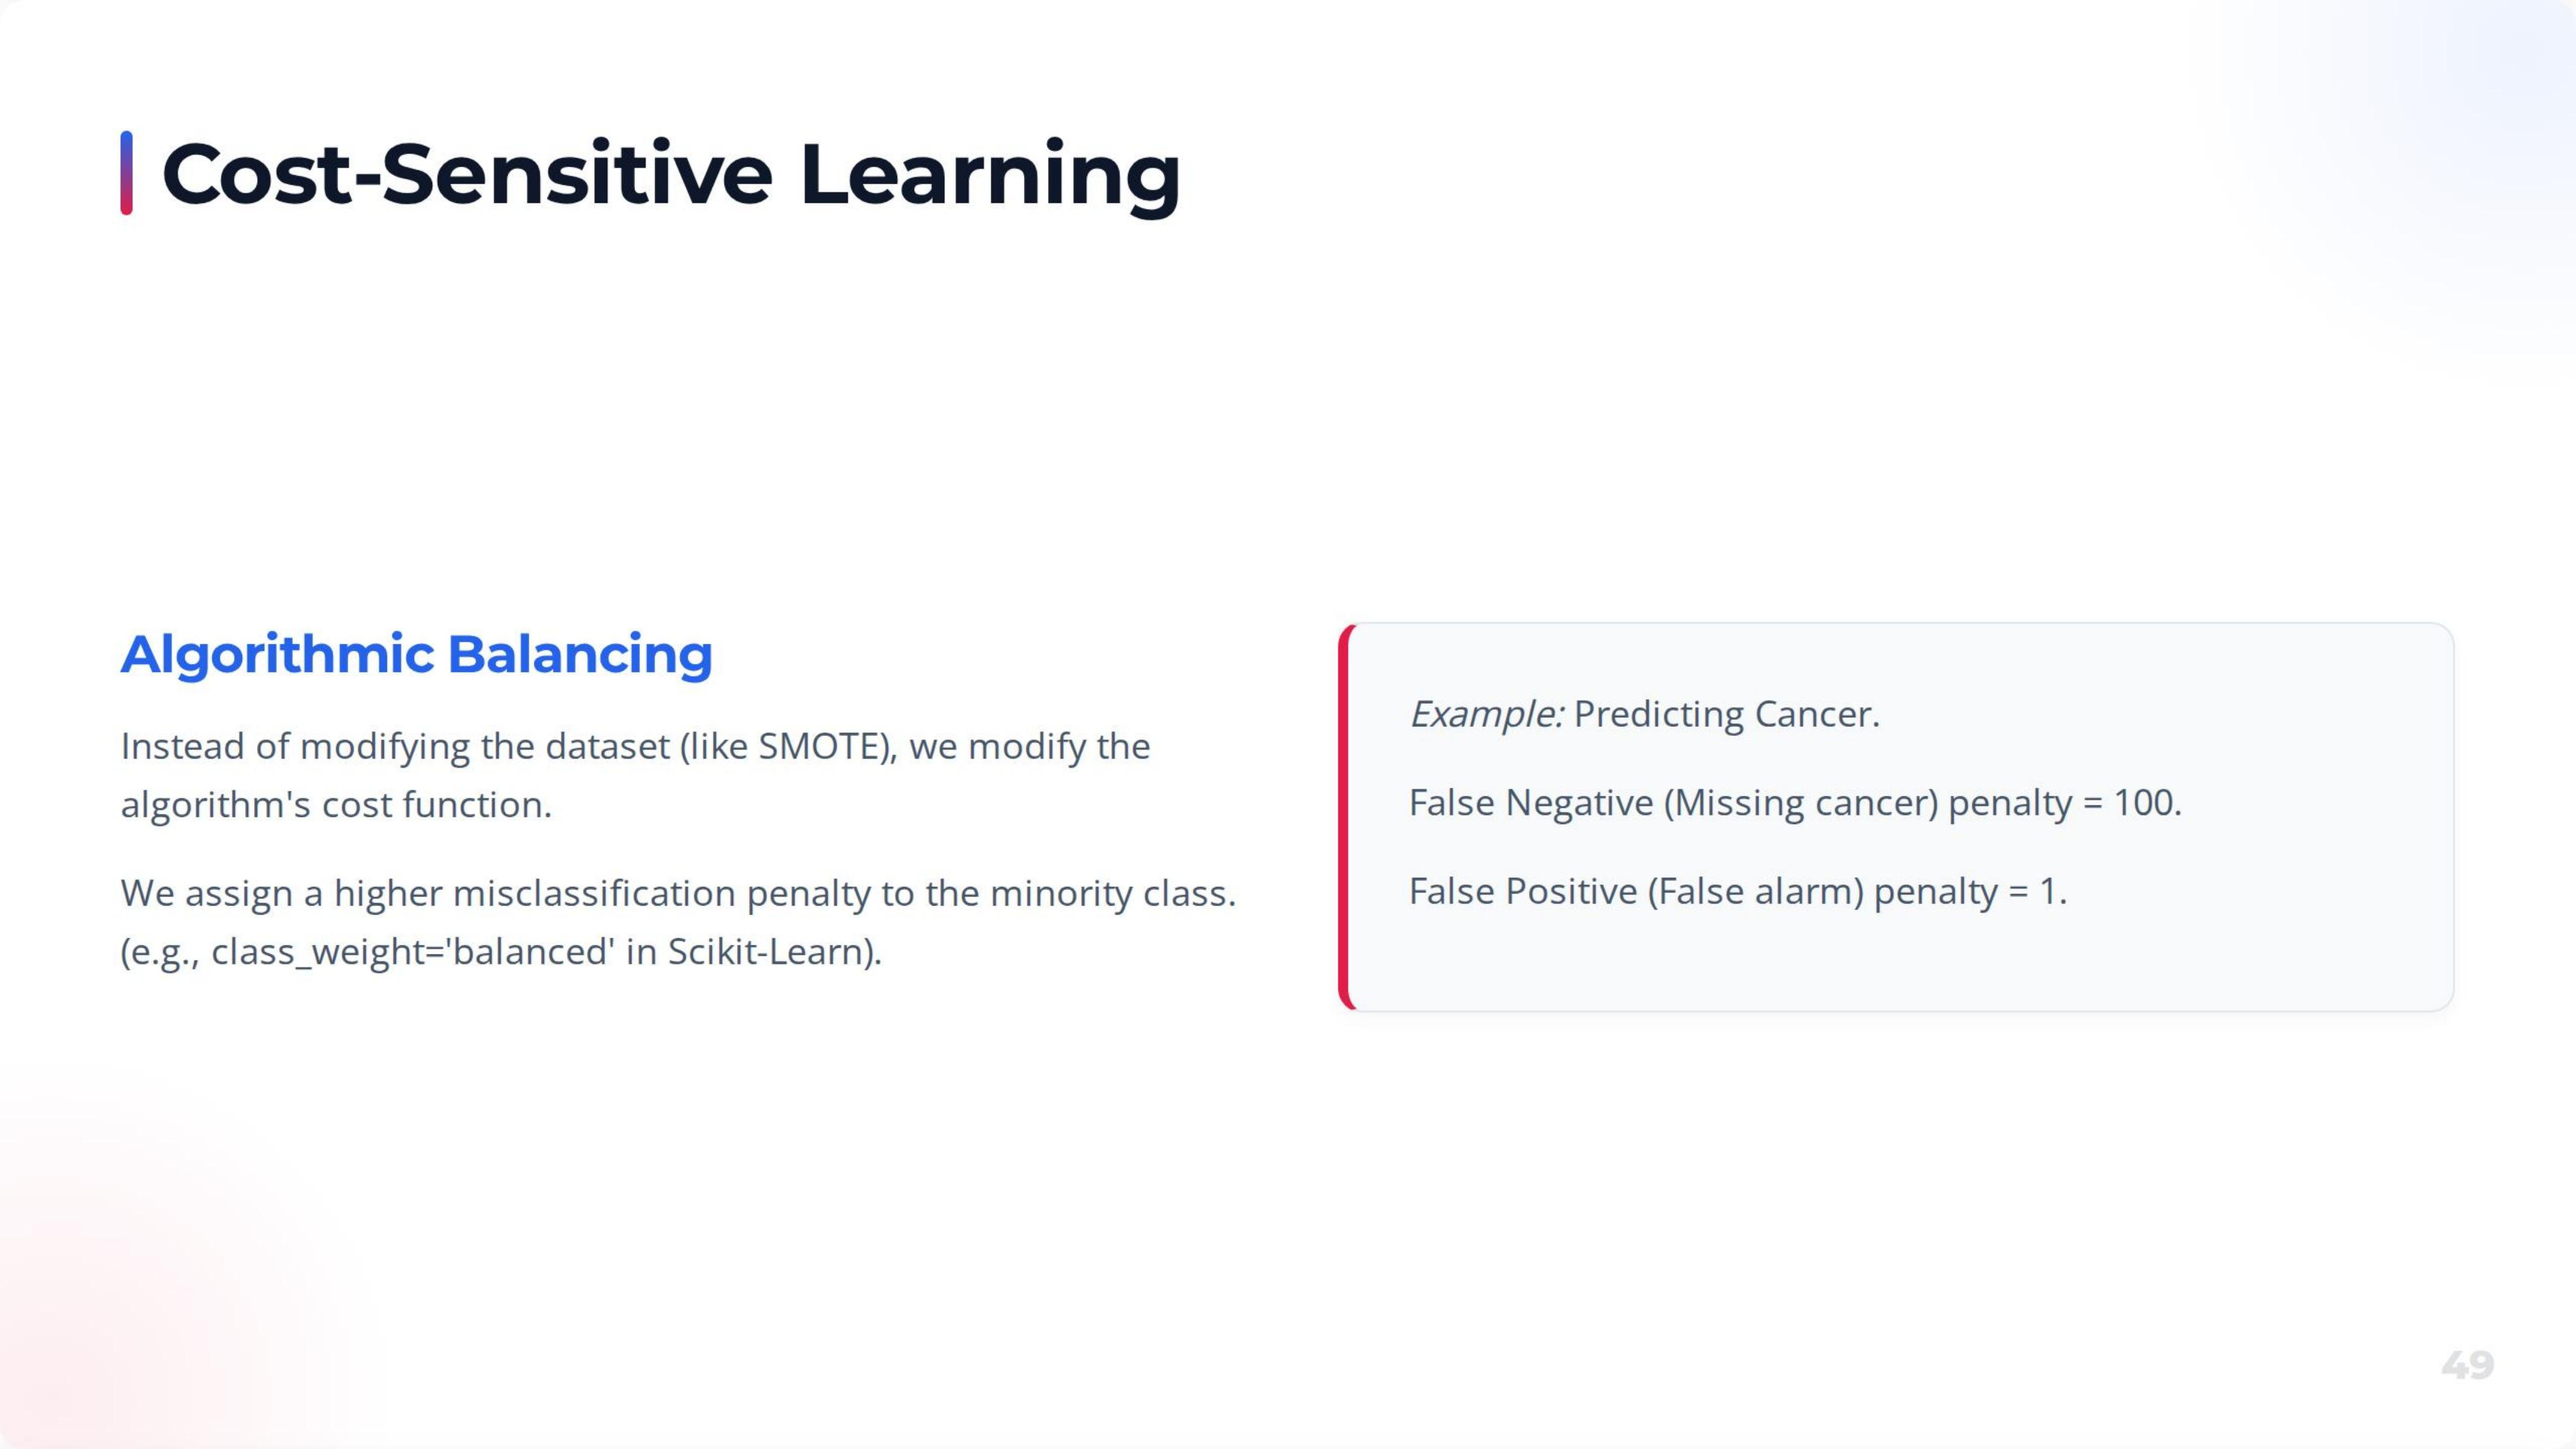 Cost-Sensitive Learning
Algorithmic Balancing
Instead of modifying the dataset (like SMOTE), we modify the
algorithm's cost function.
We assign a higher misclassification penalty to the minority class.
(e.g., class_weight='balanced' in Scikit-Learn).
Example: Predicting Cancer.
False Negative (Missing cancer) penalty = 100.
False Positive (False alarm) penalty = 1.
49